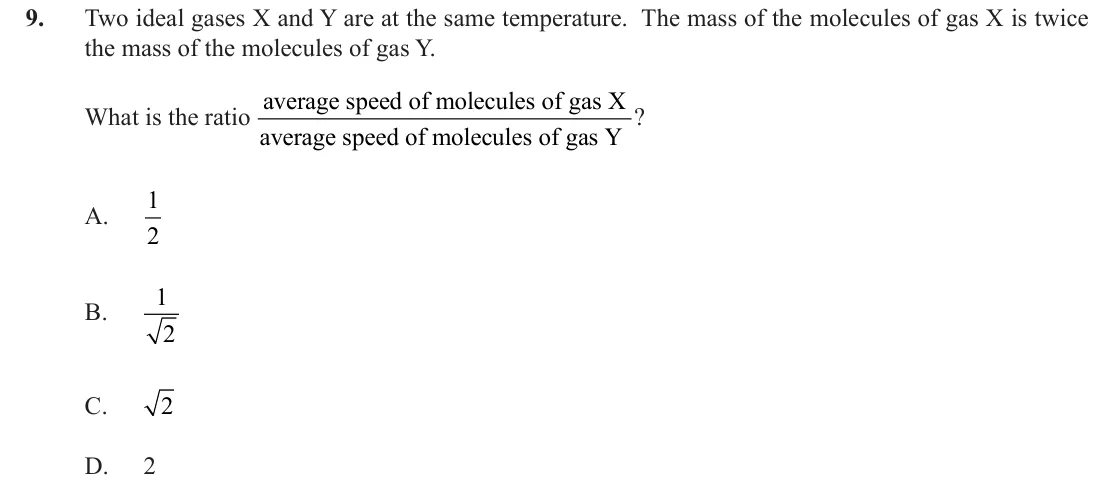 9. Two ideal gases X and Y are at the same temperature. The mass of the molecules of gas X is twice
the mass of the molecules of gas Y.
What is the ratio average speed of molecules of gas X / average speed of molecules of gas Y?
A. 1/2
B. 1/√2
C. √2
D. 2